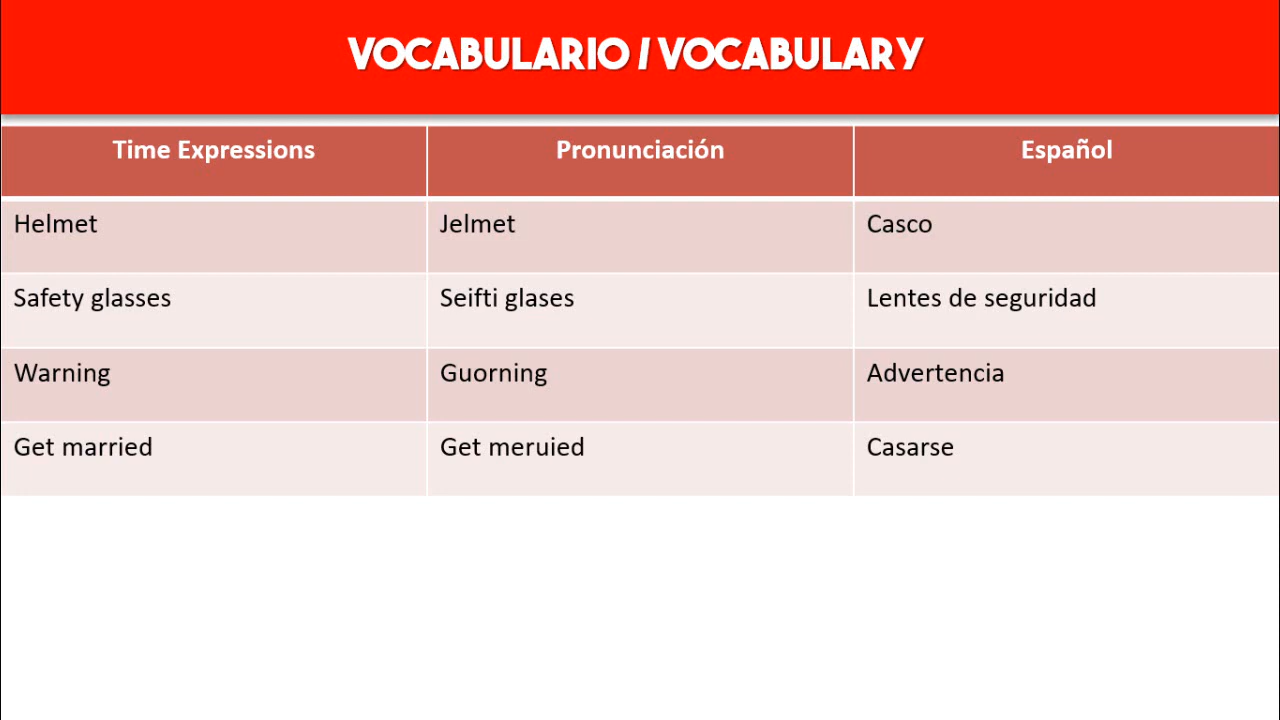 VOCABULARIO / VOCABULARY
Time Expressions Pronunciación Español
Helmet Jelmet Casco
Safety glasses Seifti glases Lentes de seguridad
Warning Guorning Advertencia
Get married Get meruied Casarse